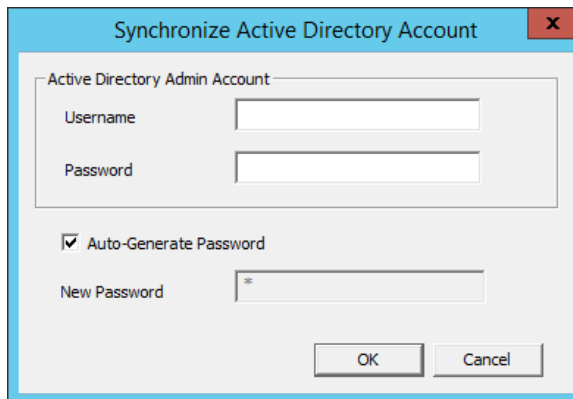 Synchronize Active Directory Account
x
Active Directory Admin Account
Username
Password
Auto-Generate Password
New Password
*
OK
Cancel